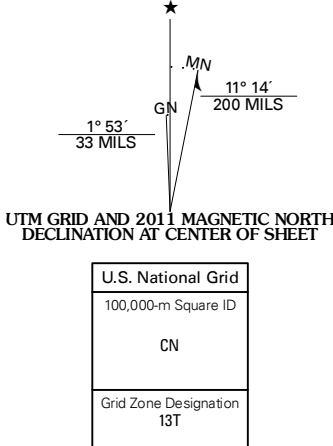 ★
MN
11° 14´
200 MILS
GN
1° 53´
33 MILS
UTM GRID AND 2011 MAGNETIC NORTH
DECLINATION AT CENTER OF SHEET
U.S. National Grid
100,000-m Square ID
CN
Grid Zone Designation
13T